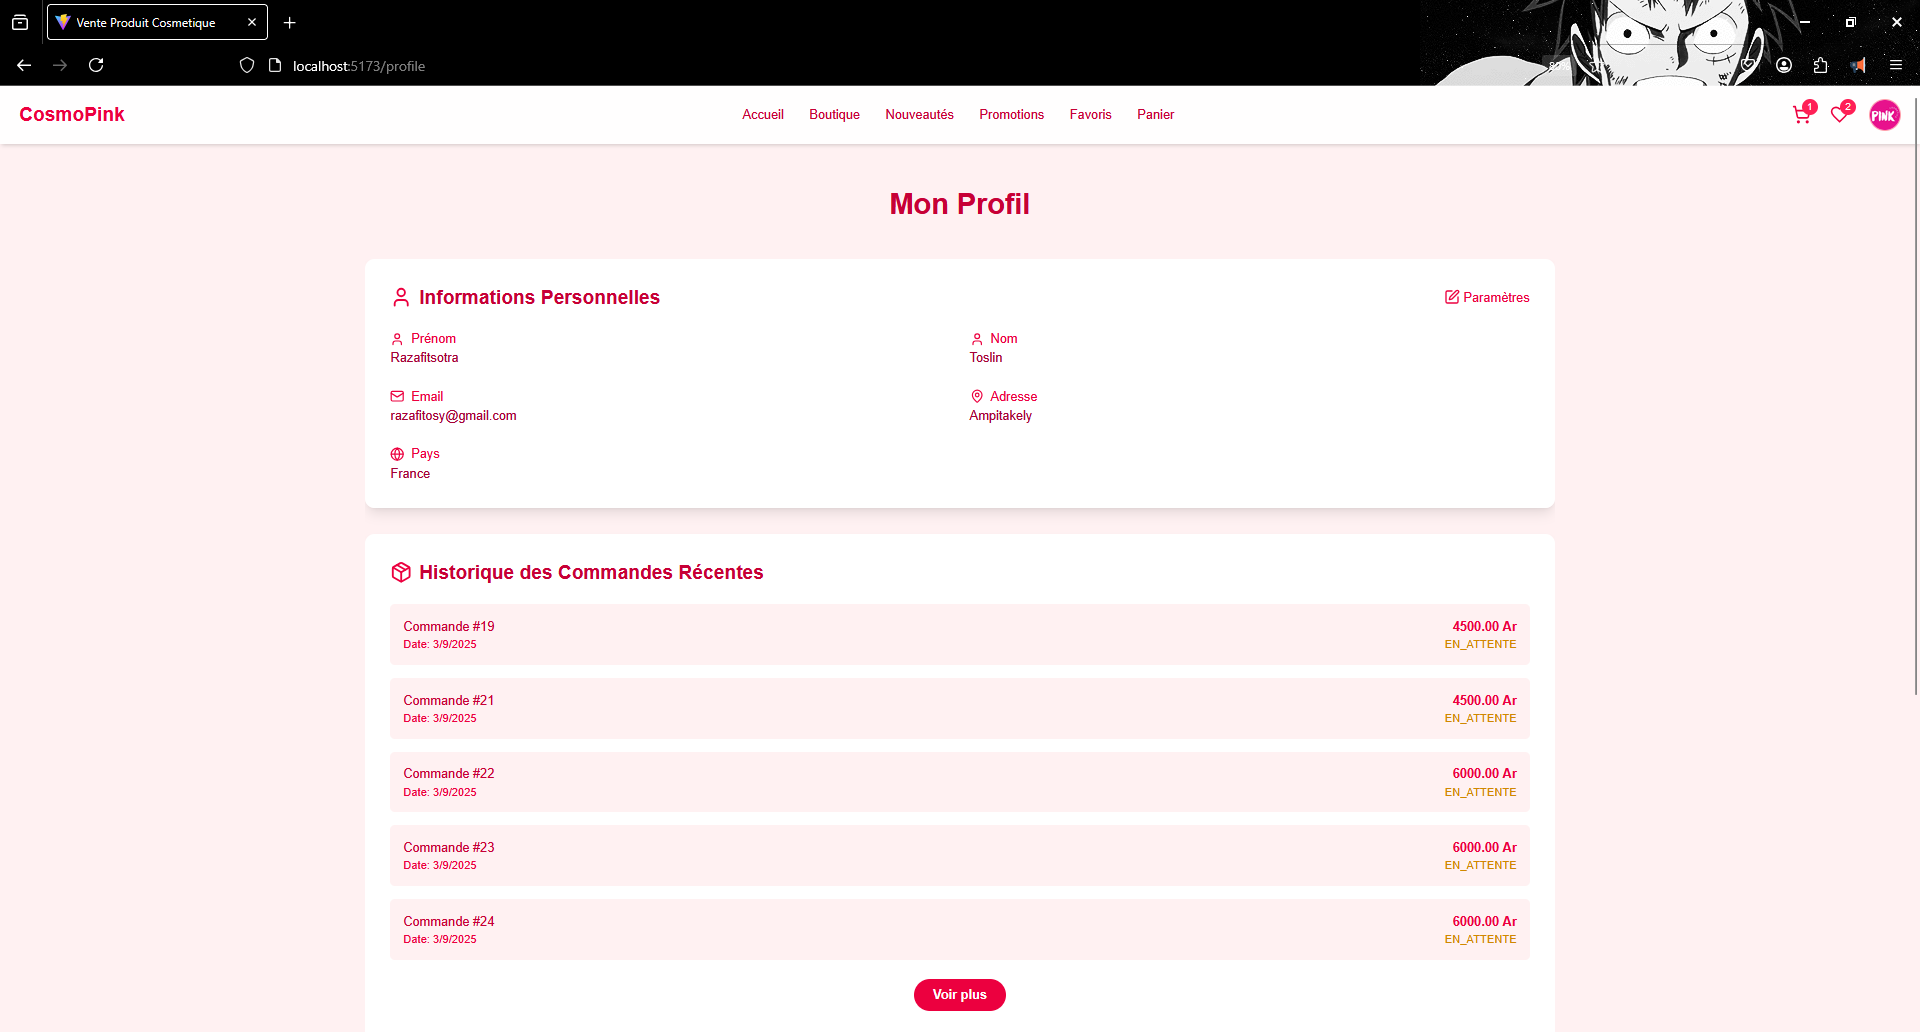 Vente Produit Cosmetique
localhost:5173/profile
CosmoPink
Accueil Boutique Nouveautés Promotions Favoris Panier
1
2
PINK
Mon Profil
Informations Personnelles
Paramètres
Prénom
Razafitsotra
Nom
Toslin
Email
razafitosy@gmail.com
Adresse
Ampitakely
Pays
France
Historique des Commandes Récentes
Commande #19
Date: 3/9/2025
4500.00 Ar
EN_ATTENTE
Commande #21
Date: 3/9/2025
4500.00 Ar
EN_ATTENTE
Commande #22
Date: 3/9/2025
6000.00 Ar
EN_ATTENTE
Commande #23
Date: 3/9/2025
6000.00 Ar
EN_ATTENTE
Commande #24
Date: 3/9/2025
6000.00 Ar
EN_ATTENTE
Voir plus